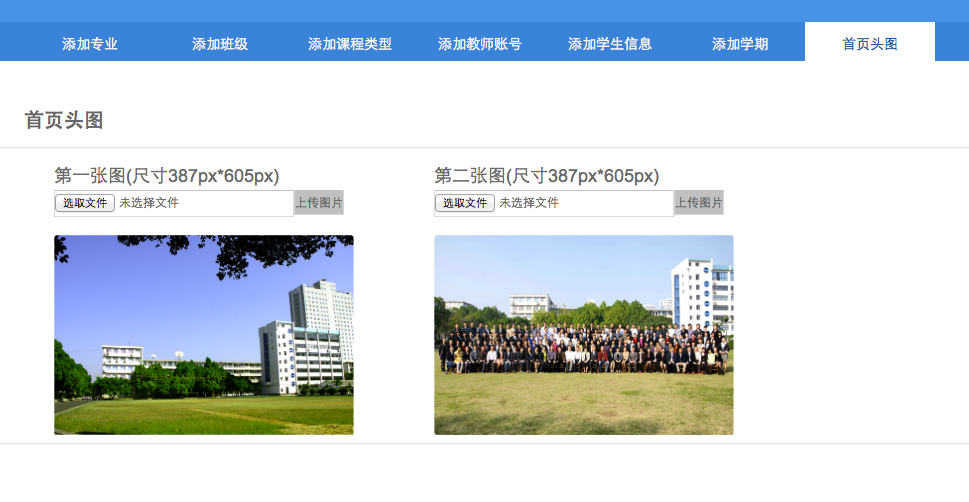 添加专业 添加班级 添加课程类型 添加教师账号 添加学生信息 添加学期 首页头图
首页头图
第一张图(尺寸387px*605px)
选取文件 未选择文件 上传图片
第二张图(尺寸387px*605px)
选取文件 未选择文件 上传图片